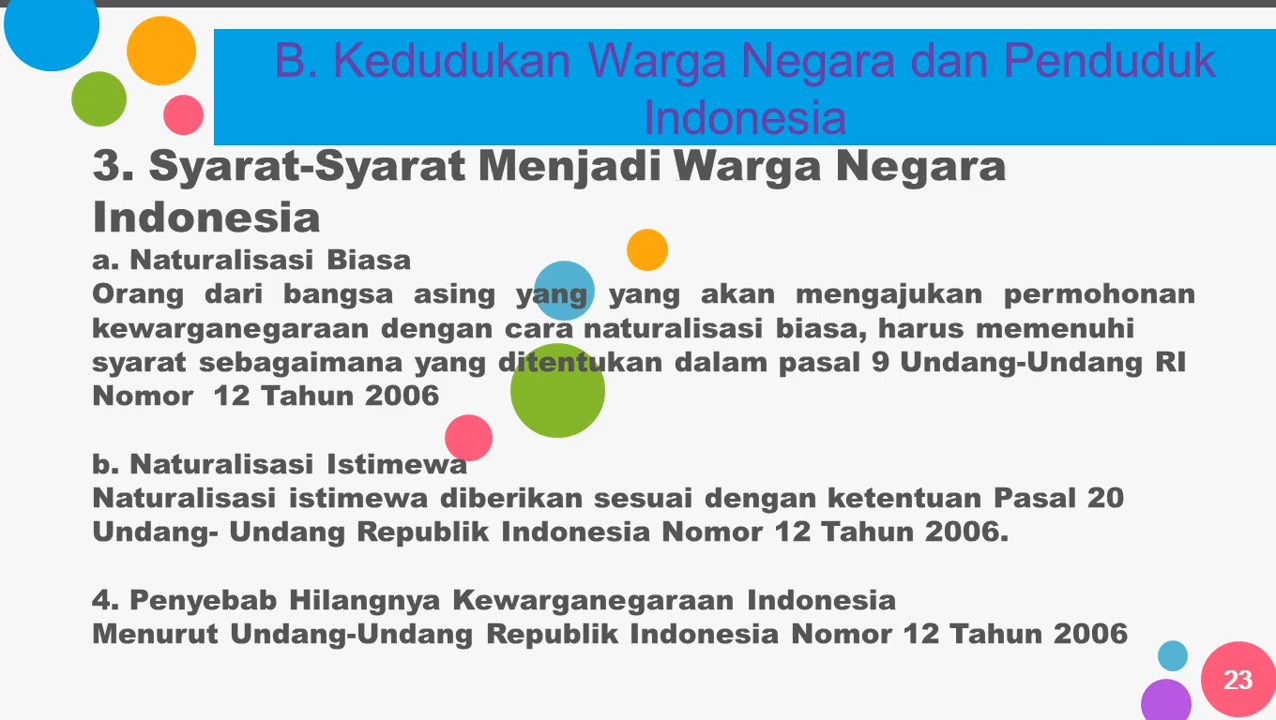 B. Kedudukan Warga Negara dan Penduduk
Indonesia
3. Syarat-Syarat Menjadi Warga Negara
Indonesia
a. Naturalisasi Biasa
Orang dari bangsa asing yang yang akan mengajukan permohonan
kewarganegaraan dengan cara naturalisasi biasa, harus memenuhi
syarat sebagaimana yang ditentukan dalam pasal 9 Undang-Undang RI
Nomor 12 Tahun 2006
b. Naturalisasi Istimewa
Naturalisasi istimewa diberikan sesuai dengan ketentuan Pasal 20
Undang- Undang Republik Indonesia Nomor 12 Tahun 2006.
4. Penyebab Hilangnya Kewarganegaraan Indonesia
Menurut Undang-Undang Republik Indonesia Nomor 12 Tahun 2006
23